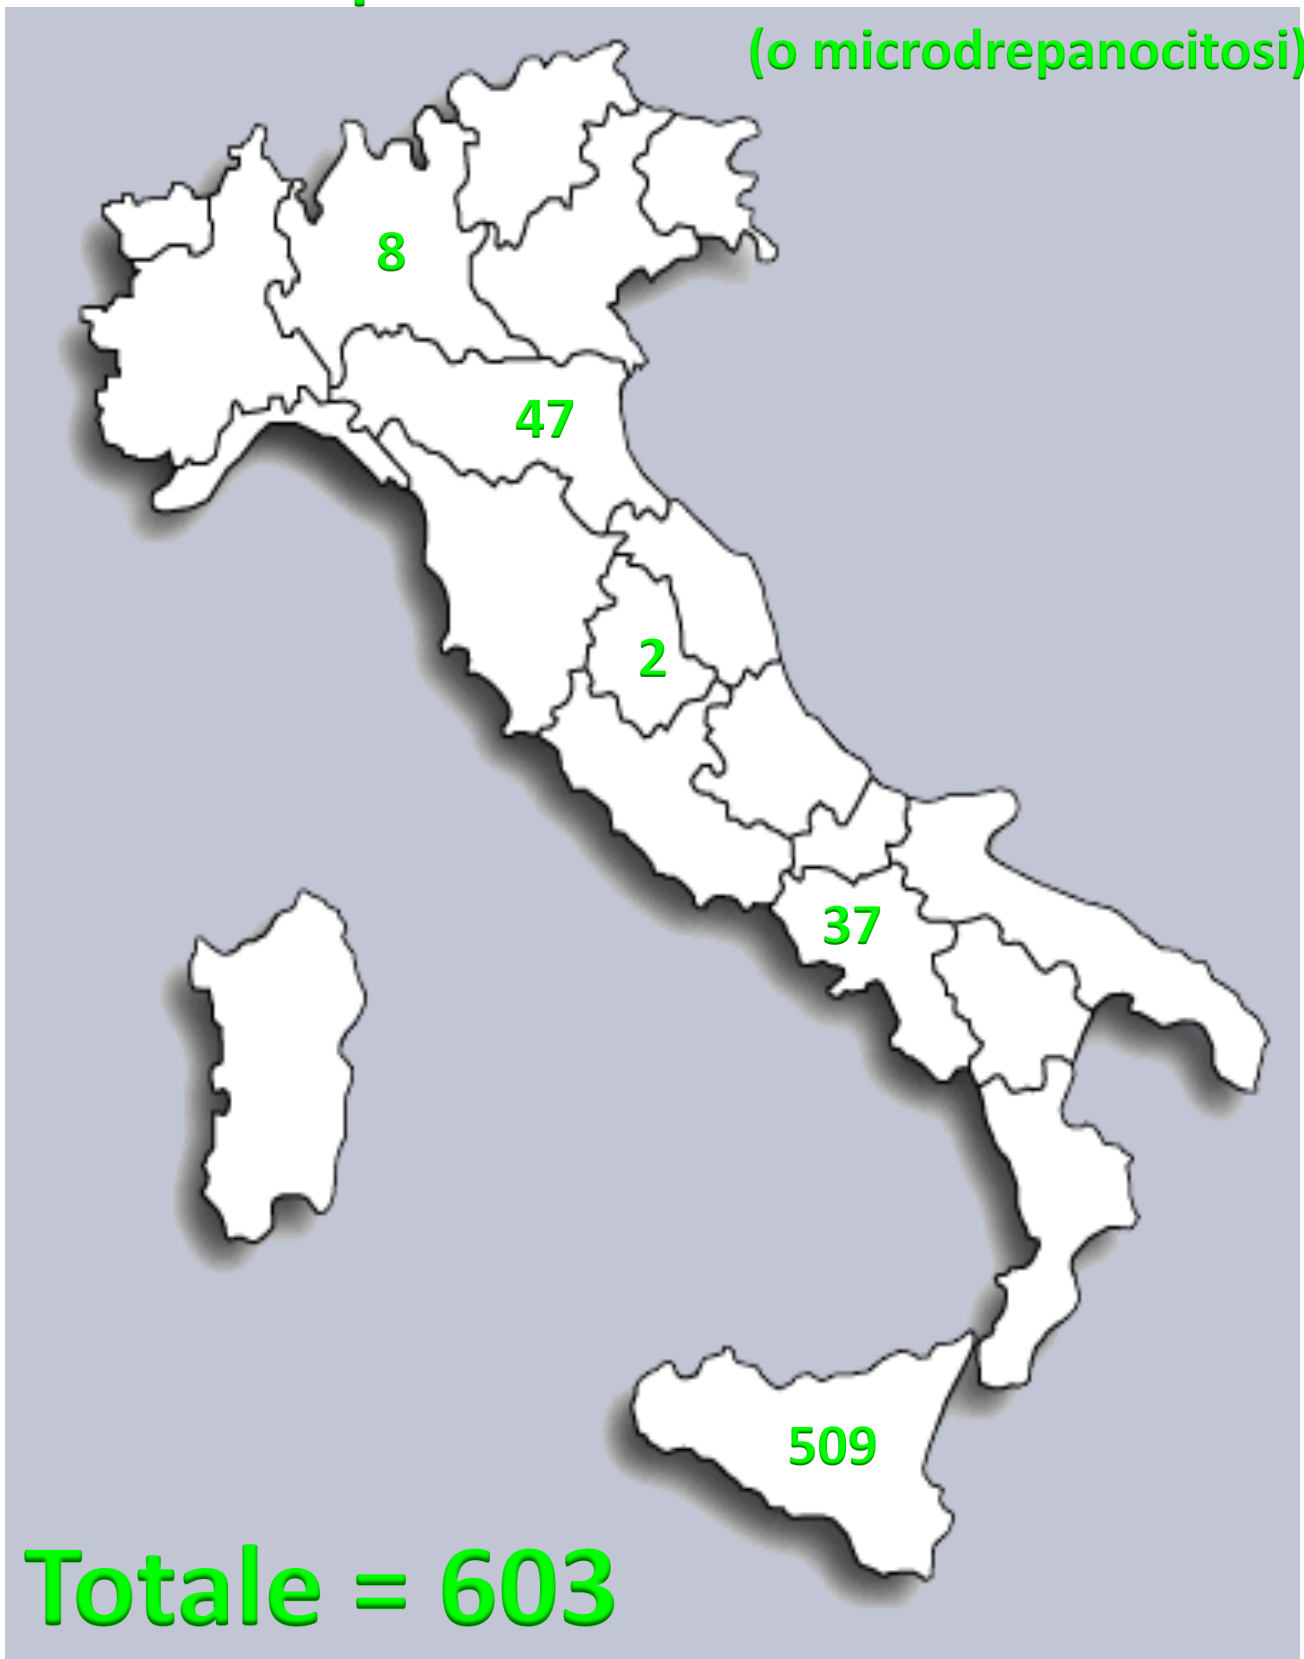 (o microdrepanocitosi)
8
47
2
37
509
Totale = 603